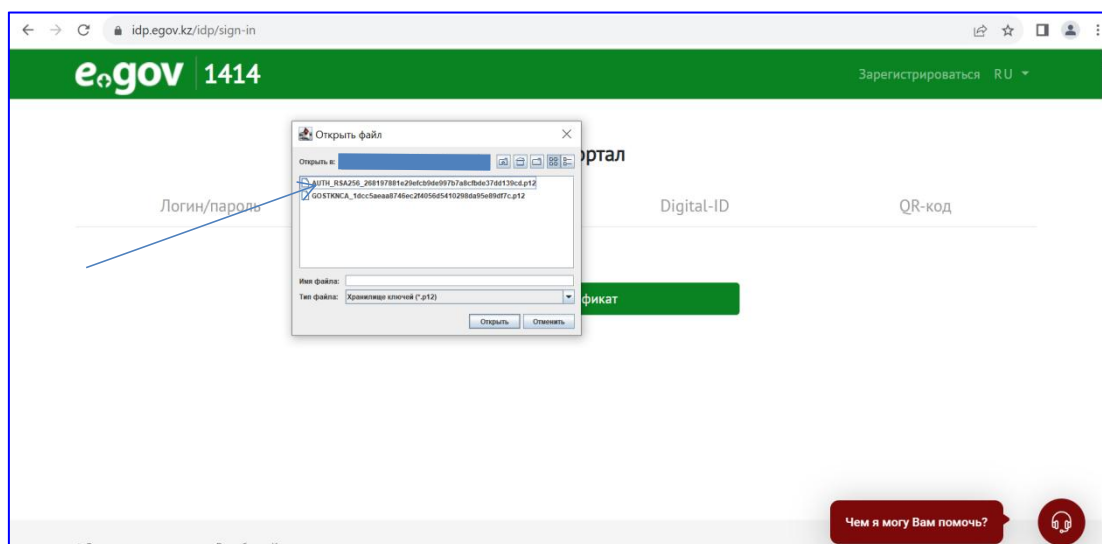 idp.egov.kz/idp/sign-in
egov 1414
Зарегистрироваться RU
Открыть файл
Открыть в:
ртал
AUTH_RSA256_268197881e29efcb9de997b7a8cfbde37dd139cd.p12
GOSTKNCA_1dcc5aeaa8746ec2f4056d5410298da95e89df7c.p12
Логин/пароль
Digital-ID
QR-код
Имя файла:
Тип файла: Хранилище ключей (*.p12)
фикат
Открыть Отменить
Чем я могу Вам помочь?